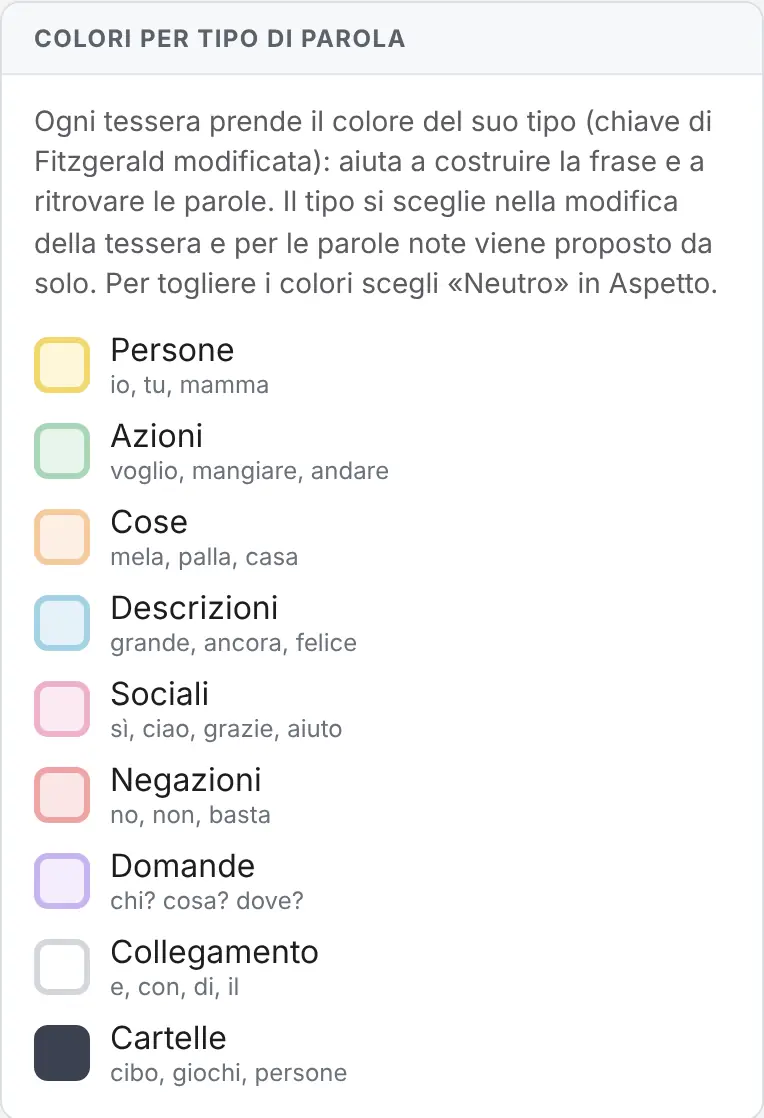 COLORI PER TIPO DI PAROLA
Ogni tessera prende il colore del suo tipo (chiave di
Fitzgerald modificata): aiuta a costruire la frase e a
ritrovare le parole. Il tipo si sceglie nella modifica
della tessera e per le parole note viene proposto da
solo. Per togliere i colori scegli «Neutro» in Aspetto.
Persone
io, tu, mamma
Azioni
voglio, mangiare, andare
Cose
mela, palla, casa
Descrizioni
grande, ancora, felice
Sociali
sì, ciao, grazie, aiuto
Negazioni
no, non, basta
Domande
chi? cosa? dove?
Collegamento
e, con, di, il
Cartelle
cibo, giochi, persone